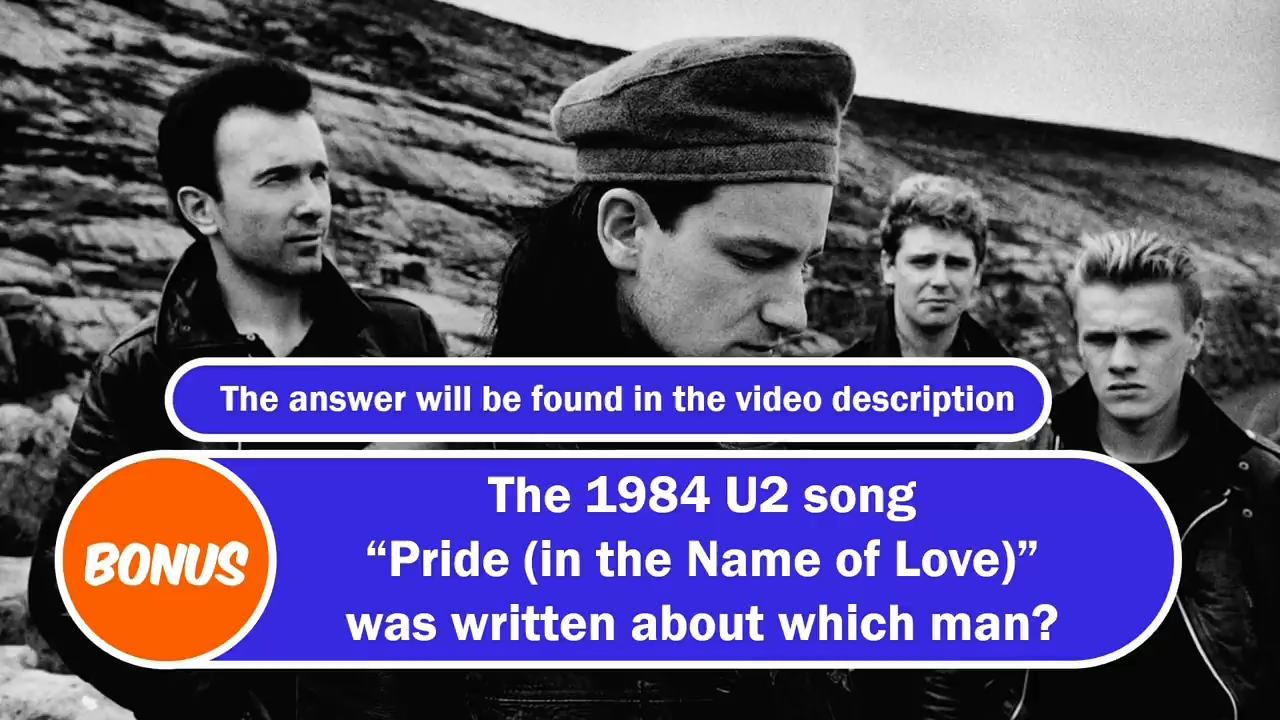 The answer will be found in the video description
BONUS
The 1984 U2 song
“Pride (in the Name of Love)”
was written about which man?